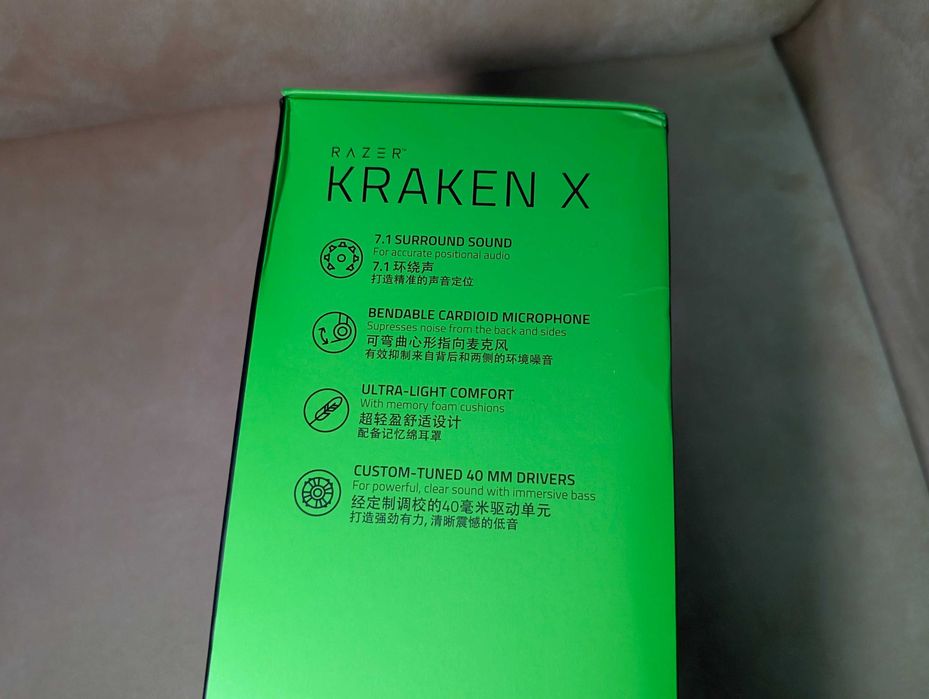 RAZER™
KRAKEN X
7.1 SURROUND SOUND
For accurate positional audio
7.1 环绕声
打造精准的声音定位
BENDABLE CARDIOID MICROPHONE
Supresses noise from the back and sides
可弯曲心形指向麦克风
有效抑制来自背后和两侧的环境噪音
ULTRA-LIGHT COMFORT
With memory foam cushions
超轻盈舒适设计
配备记忆绵耳罩
CUSTOM-TUNED 40 MM DRIVERS
For powerful, clear sound with immersive bass
经定制调校的40毫米驱动单元
打造强劲有力, 清晰震憾的低音